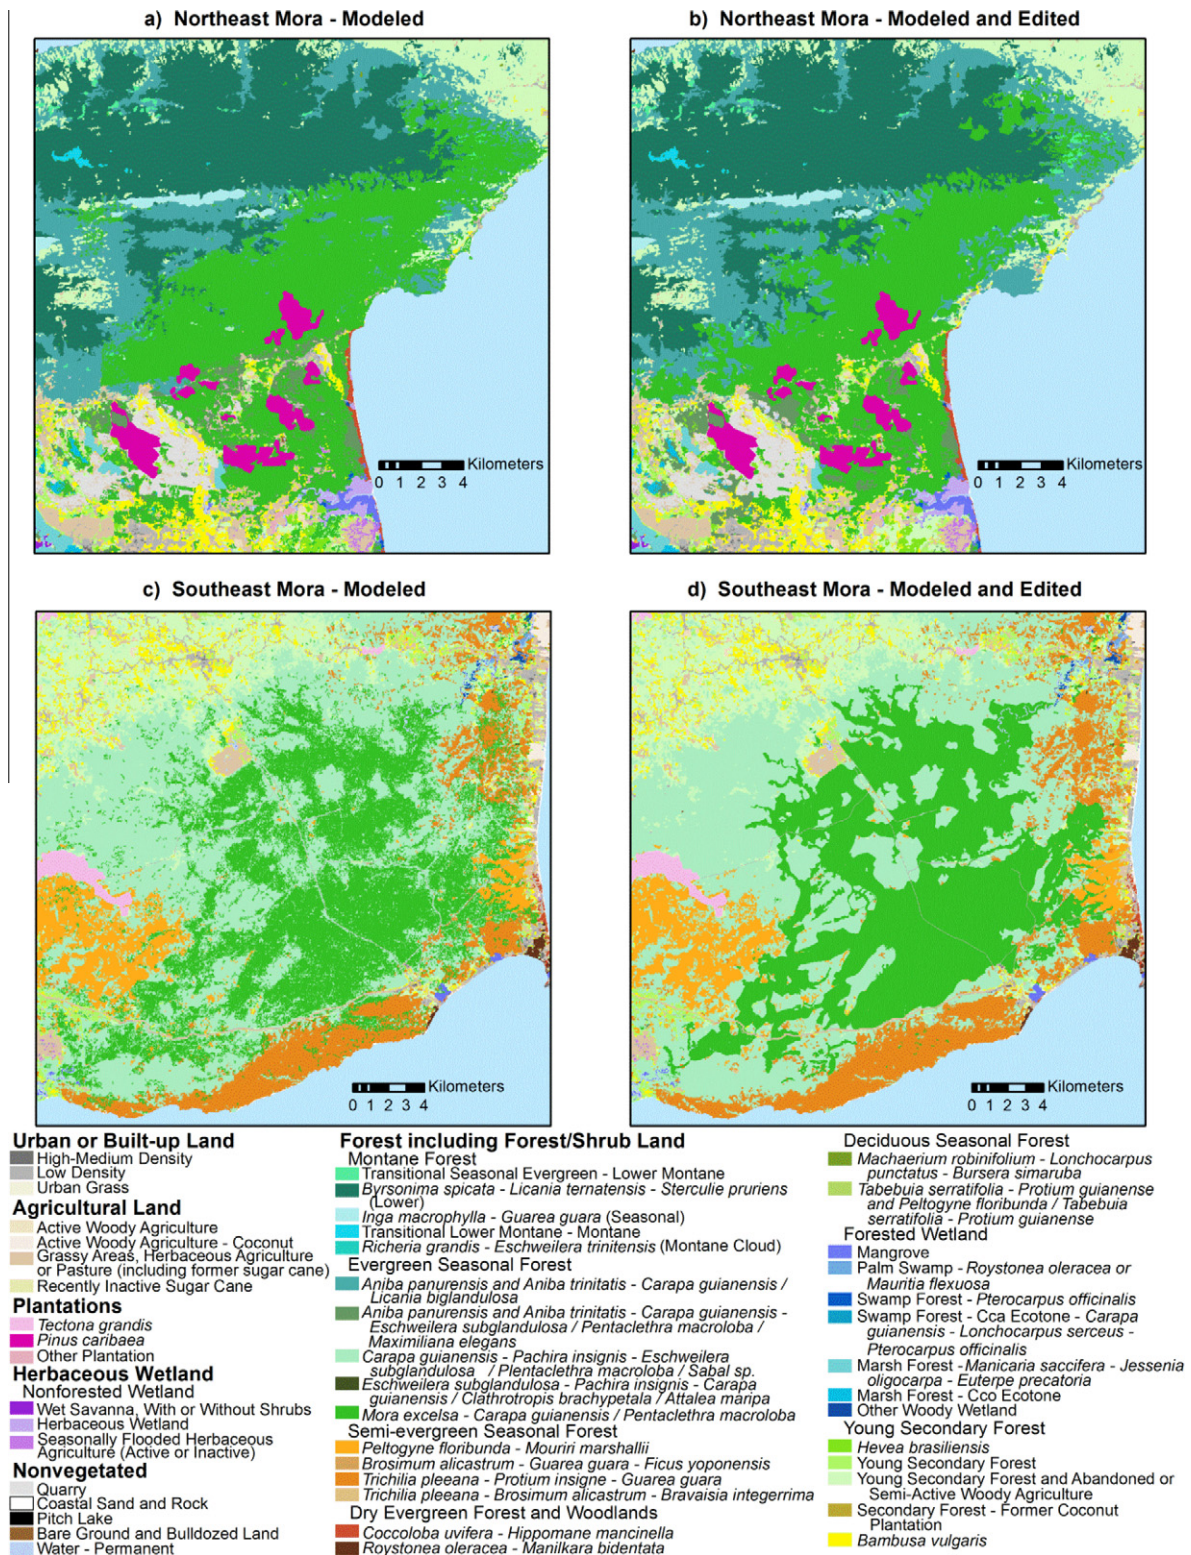 a) Northeast Mora - Modeled
b) Northeast Mora - Modeled and Edited
Kilometers
0 1 2 3 4
Kilometers
0 1 2 3 4
c) Southeast Mora - Modeled
d) Southeast Mora - Modeled and Edited
Kilometers
0 1 2 3 4
Kilometers
0 1 2 3 4
Urban or Built-up Land
High-Medium Density
Low Density
Urban Grass
Agricultural Land
Active Woody Agriculture
Active Woody Agriculture - Coconut
Grassy Areas, Herbaceous Agriculture
or Pasture (including former sugar cane)
Recently Inactive Sugar Cane
Plantations
Tectona grandis
Pinus caribaea
Other Plantation
Herbaceous Wetland
Nonforested Wetland
Wet Savanna, With or Without Shrubs
Herbaceous Wetland
Seasonally Flooded Herbaceous
Agriculture (Active or Inactive)
Nonvegetated
Quarry
Coastal Sand and Rock
Pitch Lake
Bare Ground and Bulldozed Land
Water - Permanent
Forest including Forest/Shrub Land
Montane Forest
Transitional Seasonal Evergreen - Lower Montane
Byrsonima spicata - Licania ternatensis - Sterculie pruriens
(Lower)
Inga macrophylla - Guarea guara (Seasonal)
Transitional Lower Montane - Montane
Richeria grandis - Eschweilera trinitensis (Montane Cloud)
Evergreen Seasonal Forest
Aniba panurensis and Aniba trinitatis - Carapa guianensis /
Licania biglandulosa
Aniba panurensis and Aniba trinitatis - Carapa guianensis -
Eschweilera subglandulosa / Pentaclethra macroloba /
Maximiliana elegans
Carapa guianensis - Pachira insignis - Eschweilera
subglandulosa / Plentaclethra macroloba / Sabal sp.
Eschweilera subglandulosa - Pachira insignis - Carapa
guianensis / Clathrotropis brachypetala / Attalea maripa
Mora excelsa - Carapa guianensis / Pentaclethra macroloba
Semi-evergreen Seasonal Forest
Peltogyne floribunda - Mouriri marshallii
Brosimum alicastrum - Guarea guara - Ficus yoponensis
Trichilia pleeana - Protium insigne - Guarea guara
Trichilia pleeana - Brosimum alicastrum - Bravaisia integerrima
Dry Evergreen Forest and Woodlands
Coccoloba uvifera - Hippomane mancinella
Roystonea oleracea - Manilkara bidentata
Deciduous Seasonal Forest
Machaerium robinifolium - Lonchocarpus
punctatus - Bursera simaruba
Tabebuia serratifolia - Protium guianense
and Peltogyne floribunda / Tabebuia
serratifolia - Protium guianense
Forested Wetland
Mangrove
Palm Swamp - Roystonea oleracea or
Mauritia flexuosa
Swamp Forest - Pterocarpus officinalis
Swamp Forest - Cca Ecotone - Carapa
guianensis - Lonchocarpus serceus -
Pterocarpus officinalis
Marsh Forest - Manicaria saccifera - Jessenia
oligocarpa - Euterpe precatoria
Marsh Forest - Cco Ecotone
Other Woody Wetland
Young Secondary Forest
Hevea brasiliensis
Young Secondary Forest
Young Secondary Forest and Abandoned or
Semi-Active Woody Agriculture
Secondary Forest - Former Coconut
Plantation
Bambusa vulgaris